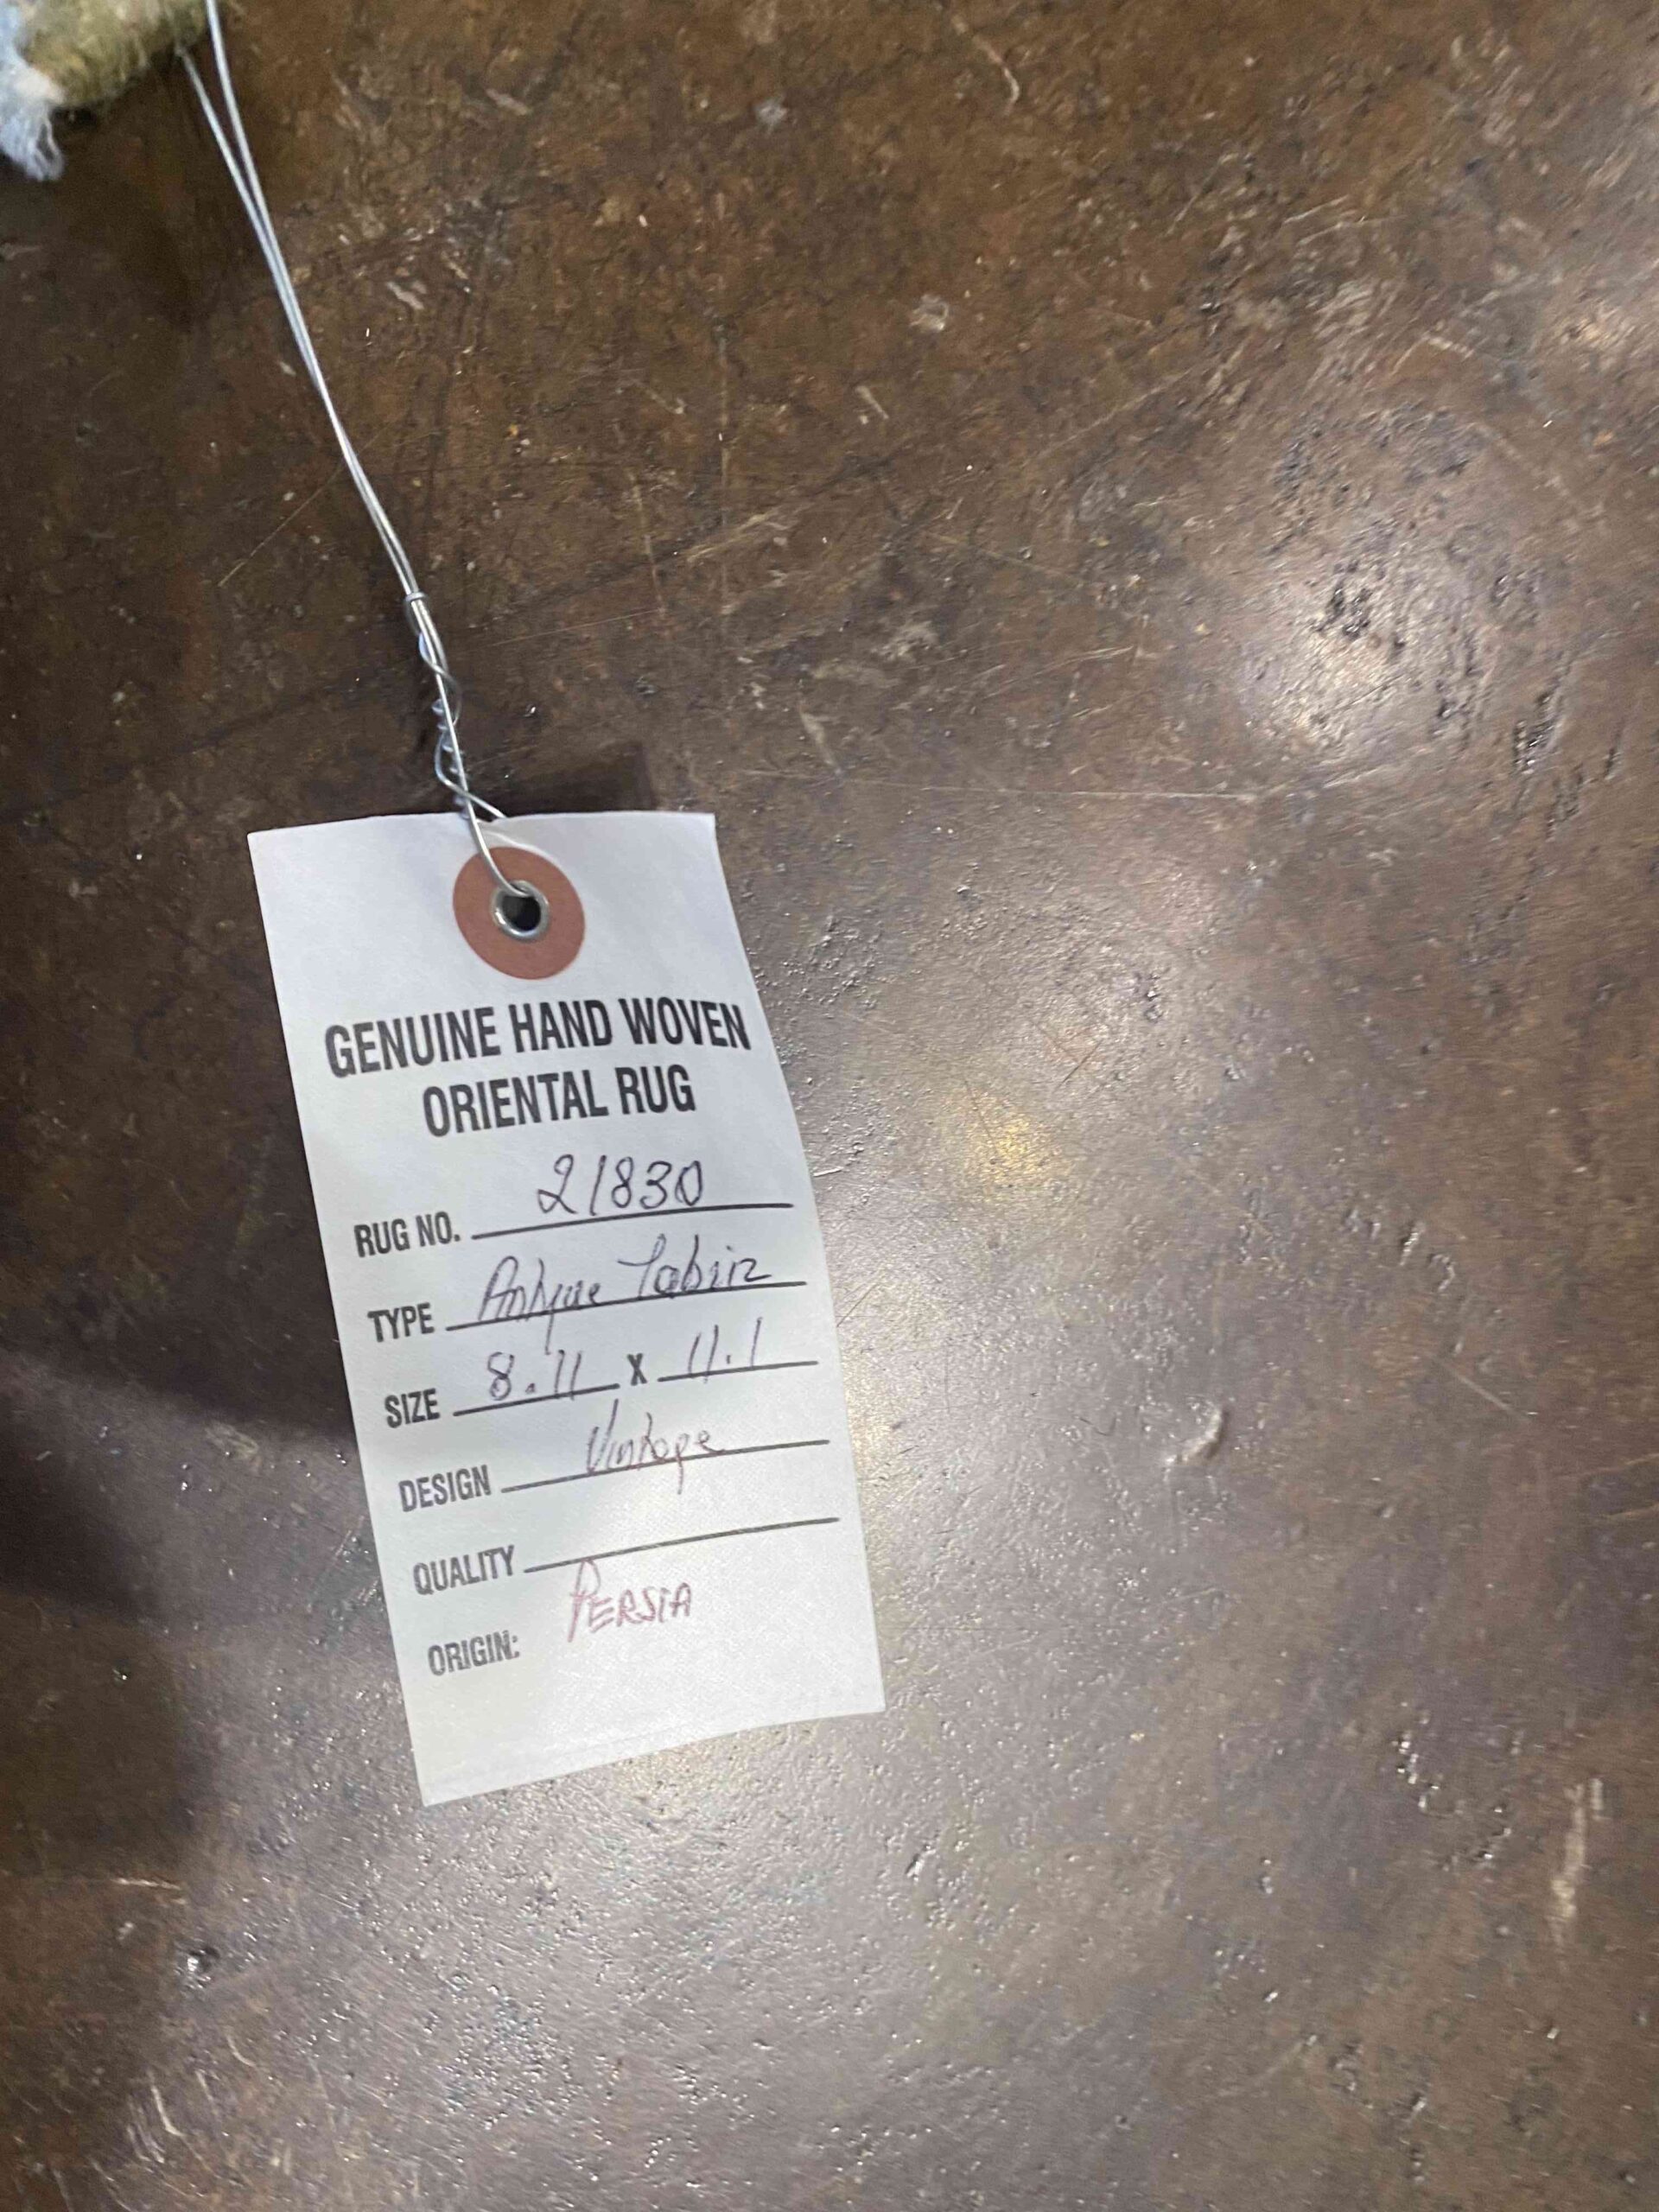 GENUINE HAND WOVEN
ORIENTAL RUG
RUG NO. 21830
TYPE Antique Tabriz
SIZE 8.11 X 11.1
DESIGN Vintage
QUALITY
ORIGIN: PERSIA